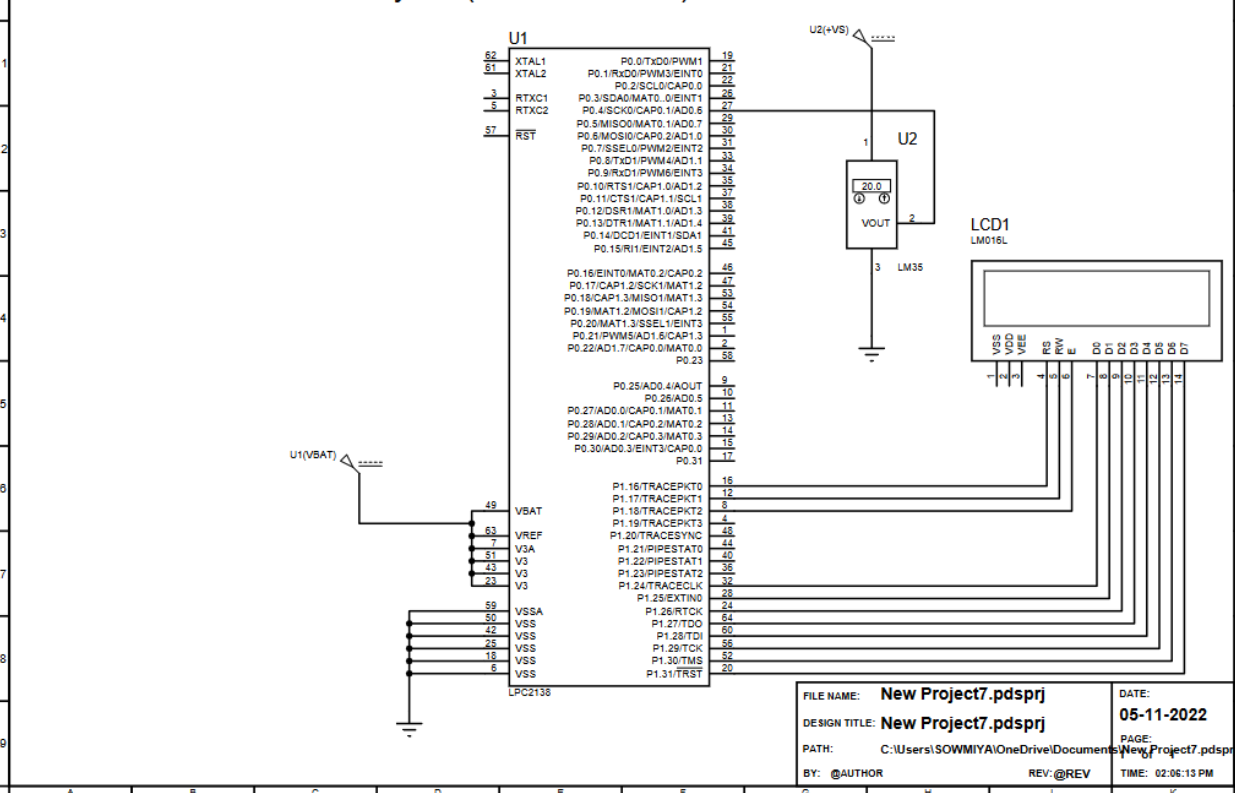 U1
62 XTAL1
61 XTAL2
3 RTXC1
5 RTXC2
57 RST
49 VBAT
63 VREF
7 V3A
51 V3
43 V3
23 V3
59 VSSA
50 VSS
42 VSS
25 VSS
18 VSS
6 VSS
P0.0/TxD0/PWM1 19
P0.1/RxD0/PWM3/EINT0 21
P0.2/SCL0/CAP0.0 22
P0.3/SDA0/MAT0..0/EINT1 26
P0.4/SCK0/CAP0.1/AD0.6 27
P0.5/MISO0/MAT0.1/AD0.7 29
P0.6/MOSI0/CAP0.2/AD1.0 30
P0.7/SSEL0/PWM2/EINT2 31
P0.8/TxD1/PWM4/AD1.1 33
P0.9/RxD1/PWM6/EINT3 34
P0.10/RTS1/CAP1.0/AD1.2 35
P0.11/CTS1/CAP1.1/SCL1 37
P0.12/DSR1/MAT1.0/AD1.3 38
P0.13/DTR1/MAT1.1/AD1.4 39
P0.14/DCD1/EINT1/SDA1 41
P0.15/RI1/EINT2/AD1.5 45
P0.16/EINT0/MAT0.2/CAP0.2 46
P0.17/CAP1.2/SCK1/MAT1.2 47
P0.18/CAP1.3/MISO1/MAT1.3 53
P0.19/MAT1.2/MOSI1/CAP1.2 54
P0.20/MAT1.3/SSEL1/EINT3 55
P0.21/PWM5/AD1.6/CAP1.3 1
P0.22/AD1.7/CAP0.0/MAT0.0 2
P0.23 58
P0.25/AD0.4/AOUT 9
P0.26/AD0.5 10
P0.27/AD0.0/CAP0.1/MAT0.1 11
P0.28/AD0.1/CAP0.2/MAT0.2 13
P0.29/AD0.2/CAP0.3/MAT0.3 14
P0.30/AD0.3/EINT3/CAP0.0 15
P0.31 17
P1.16/TRACEPKT0 16
P1.17/TRACEPKT1 12
P1.18/TRACEPKT2 8
P1.19/TRACEPKT3 4
P1.20/TRACESYNC 48
P1.21/PIPESTAT0 44
P1.22/PIPESTAT1 40
P1.23/PIPESTAT2 36
P1.24/TRACECLK 32
P1.25/EXTIN0 28
P1.26/RTCK 24
P1.27/TDO 64
P1.28/TDI 60
P1.29/TCK 56
P1.30/TMS 52
P1.31/TRST 20
LPC2138
U1(VBAT)
U2(+VS)
1
U2
20.0
VOUT 2
3 LM35
LCD1
LM016L
VSS VDD VEE RS RW E D0 D1 D2 D3 D4 D5 D6 D7
1 2 3 4 5 6 7 8 9 10 11 12 13 14
1
2
3
4
5
6
7
8
9
FILE NAME: New Project7.pdsprj
DESIGN TITLE: New Project7.pdsprj
PATH: C:\Users\SOWMIYA\OneDrive\Documents\New Project7.pdspr
BY: @AUTHOR REV:@REV
DATE:
05-11-2022
PAGE:
TIME: 02:06:13 PM